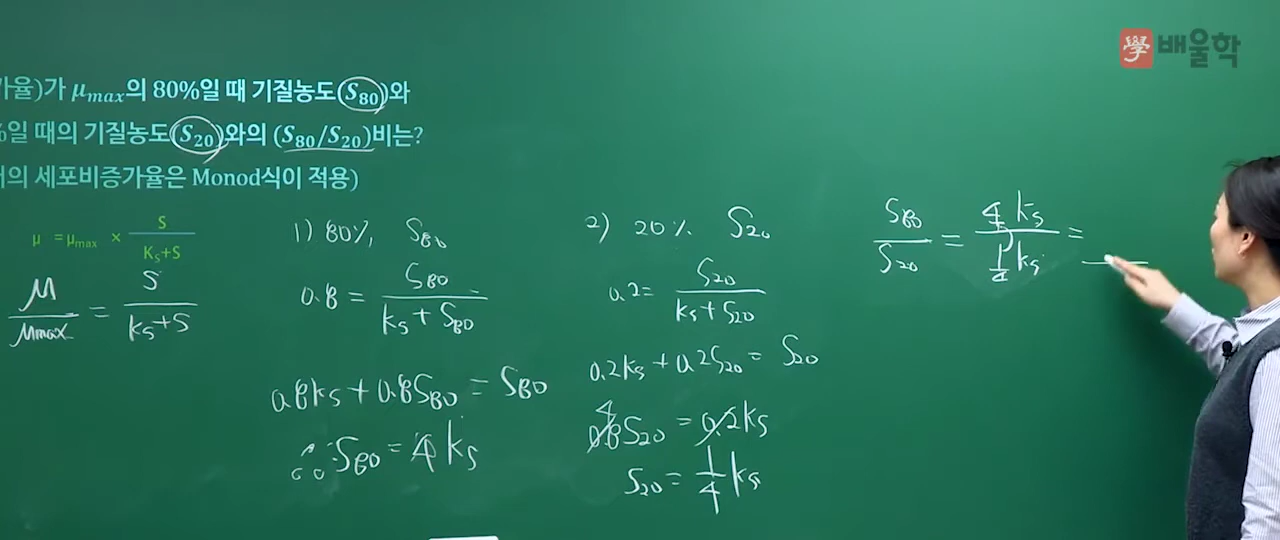 學 배울학
가율)가 μmax의 80%일 때 기질농도(S80)와
%일 때의 기질농도(S20)와의 (S80/S20)비는?
의 세포비증가율은 Monod식이 적용)
μ = μmax × S / (Ks+S)
μ / μmax = S / (Ks+S)
1) 80%, S80
0.8 = S80 / (Ks + S80)
0.8Ks + 0.8S80 = S80
∴ S80 = 4 Ks
2) 20% S20
0.2 = S20 / (Ks + S20)
0.2Ks + 0.2S20 = S20
4 0.8S20 = 0.2Ks
S20 = 1/4 Ks
S80 / S20 = 4 Ks / 1/4 Ks =